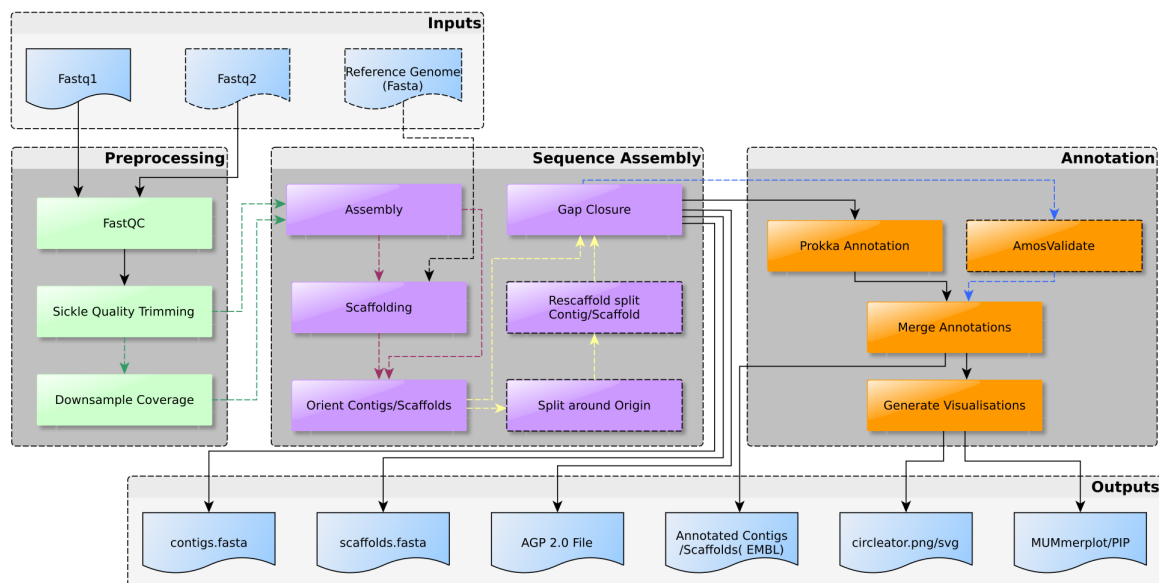 Inputs
Fastq1
Fastq2
Reference Genome
(Fasta)
Preprocessing
FastQC
Sickle Quality Trimming
Downsample Coverage
Sequence Assembly
Assembly
Scaffolding
Orient Contigs/Scaffolds
Gap Closure
Rescaffold split
Contig/Scaffold
Split around Origin
Annotation
Prokka Annotation
AmosValidate
Merge Annotations
Generate Visualisations
Outputs
contigs.fasta
scaffolds.fasta
AGP 2.0 File
Annotated Contigs
/Scaffolds( EMBL)
circleator.png/svg
MUMmerplot/PIP